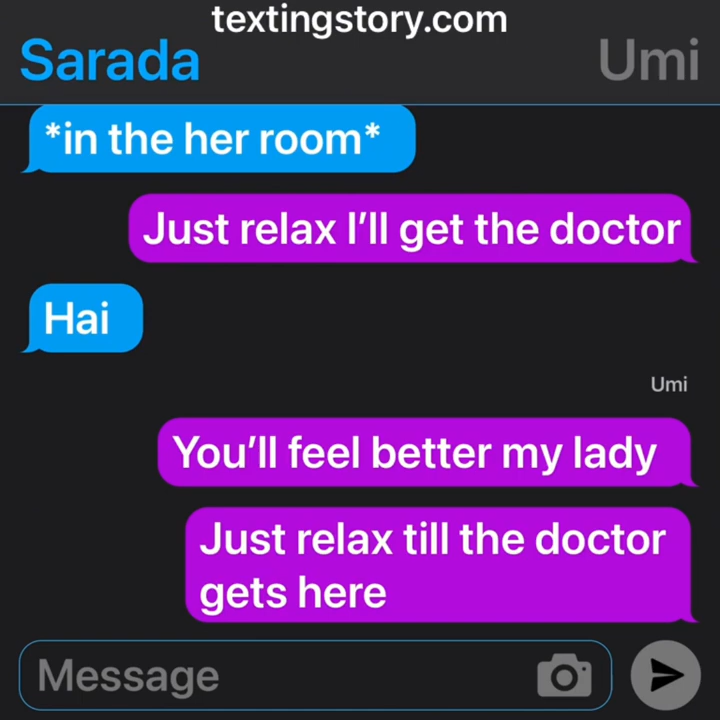 textingstory.com
Sarada
Umi
*in the her room*
Just relax I’ll get the doctor
Hai
Umi
You’ll feel better my lady
Just relax till the doctor
gets here
Message